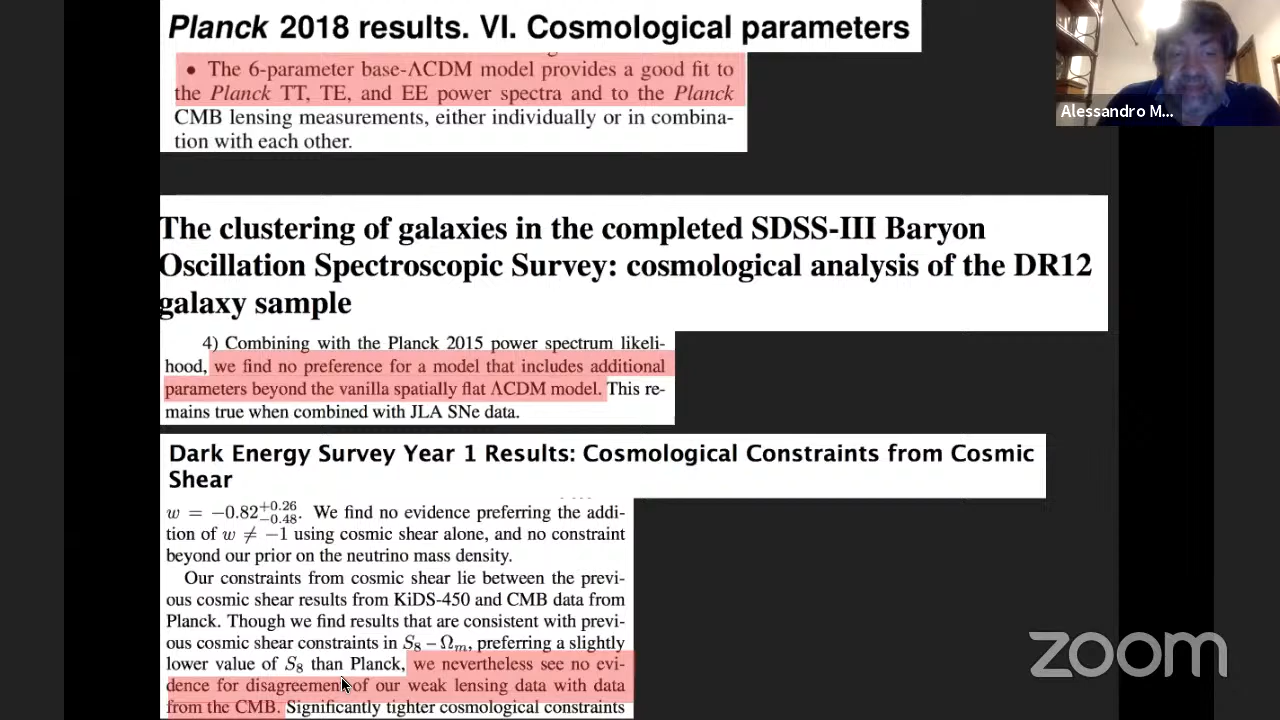 Planck 2018 results. VI. Cosmological parameters
• The 6-parameter base-ΛCDM model provides a good fit to
the Planck TT, TE, and EE power spectra and to the Planck
CMB lensing measurements, either individually or in combina-
tion with each other.
Alessandro M...
The clustering of galaxies in the completed SDSS-III Baryon
Oscillation Spectroscopic Survey: cosmological analysis of the DR12
galaxy sample
4) Combining with the Planck 2015 power spectrum likeli-
hood, we find no preference for a model that includes additional
parameters beyond the vanilla spatially flat ΛCDM model. This re-
mains true when combined with JLA SNe data.
Dark Energy Survey Year 1 Results: Cosmological Constraints from Cosmic
Shear
w = −0.82+0.26−0.48. We find no evidence preferring the addi-
tion of w ≠ −1 using cosmic shear alone, and no constraint
beyond our prior on the neutrino mass density.
Our constraints from cosmic shear lie between the previ-
ous cosmic shear results from KiDS-450 and CMB data from
Planck. Though we find results that are consistent with previ-
ous cosmic shear constraints in S8 − Ωm, preferring a slightly
lower value of S8 than Planck, we nevertheless see no evi-
dence for disagreement of our weak lensing data with data
from the CMB. Significantly tighter cosmological constraints
zoom